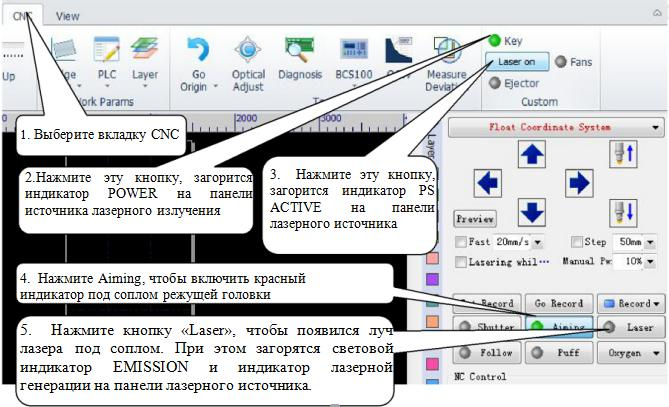 CNC View
Key
Laser on Fans
Ejector
Up PLC Layer Go Origin Optical Adjust Diagnosis BCS100 Measure
Work Params Custom
2000 3000
1. Выберите вкладку CNC
Float Coordinate System
2.Нажмите эту кнопку, загорится
индикатор POWER на панели
источника лазерного излучения
3. Нажмите эту кнопку,
загорится индикатор PS
ACTIVE на панели
лазерного источника
Preview
Fast 20mm/s Step 50mm
Lasering whil··· Manual Pw: 10%
4. Нажмите Aiming, чтобы включить красный
индикатор под соплом режущей головки
Record Go Record Record
Shutter Aiming Laser
Follow Puff Oxygen
NC Control
5. Нажмите кнопку «Laser», чтобы появился луч
лазера под соплом. При этом загорятся световой
индикатор EMISSION и индикатор лазерной
генерации на панели лазерного источника.